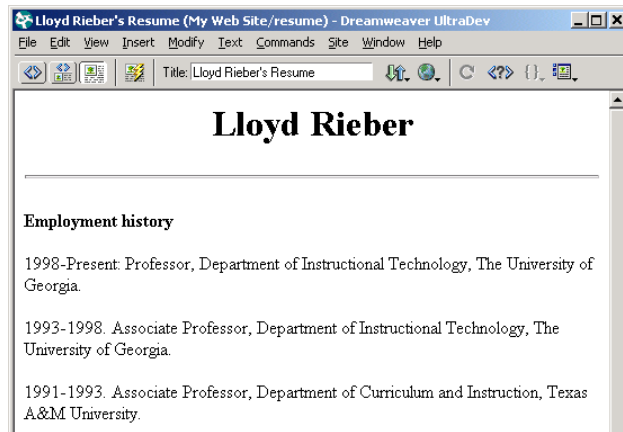 Lloyd Rieber's Resume (My Web Site/resume) - Dreamweaver UltraDev
File Edit View Insert Modify Text Commands Site Window Help
Title: Lloyd Rieber's Resume
Lloyd Rieber
Employment history
1998-Present: Professor, Department of Instructional Technology, The University of
Georgia.
1993-1998. Associate Professor, Department of Instructional Technology, The
University of Georgia.
1991-1993. Associate Professor, Department of Curriculum and Instruction, Texas
A&M University.